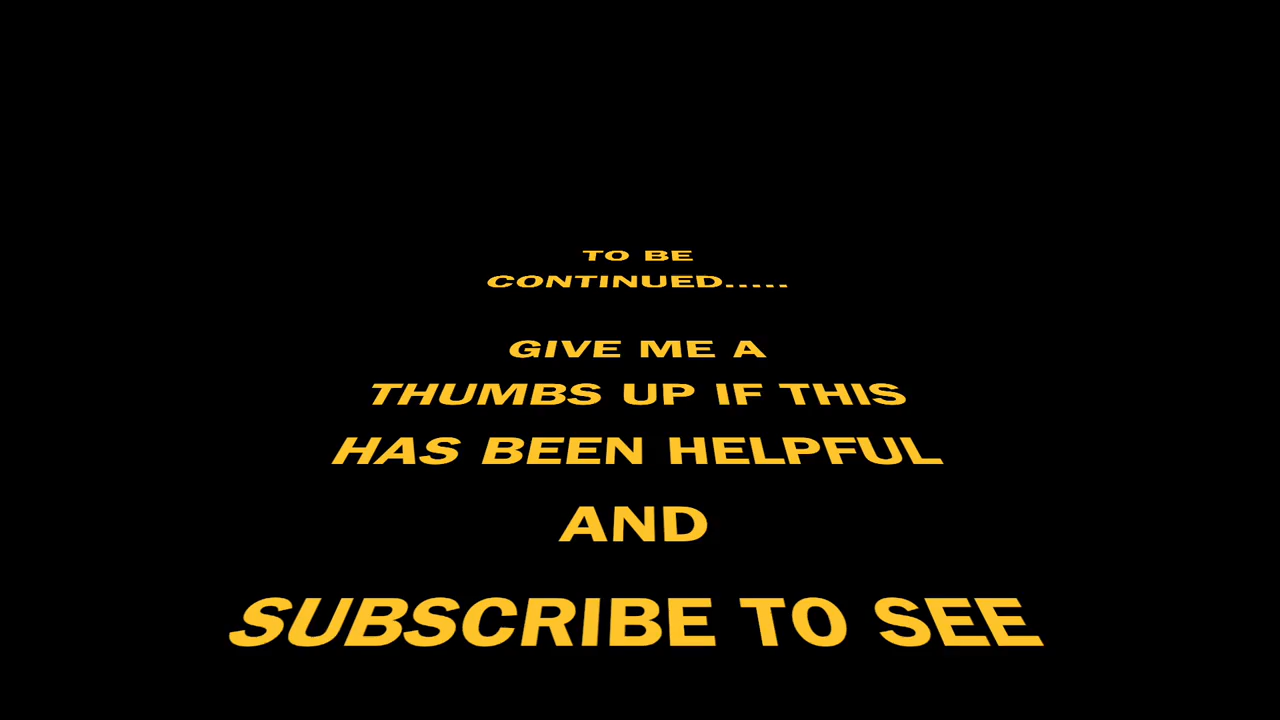 TO BE
CONTINUED.....
GIVE ME A
THUMBS UP IF THIS
HAS BEEN HELPFUL
AND
SUBSCRIBE TO SEE